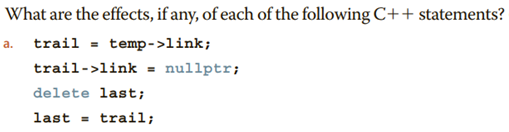 What are the effects, if any, of each of the following C++ statements?
a. trail = temp->link;
trail->link = nullptr;
delete last;
last = trail;